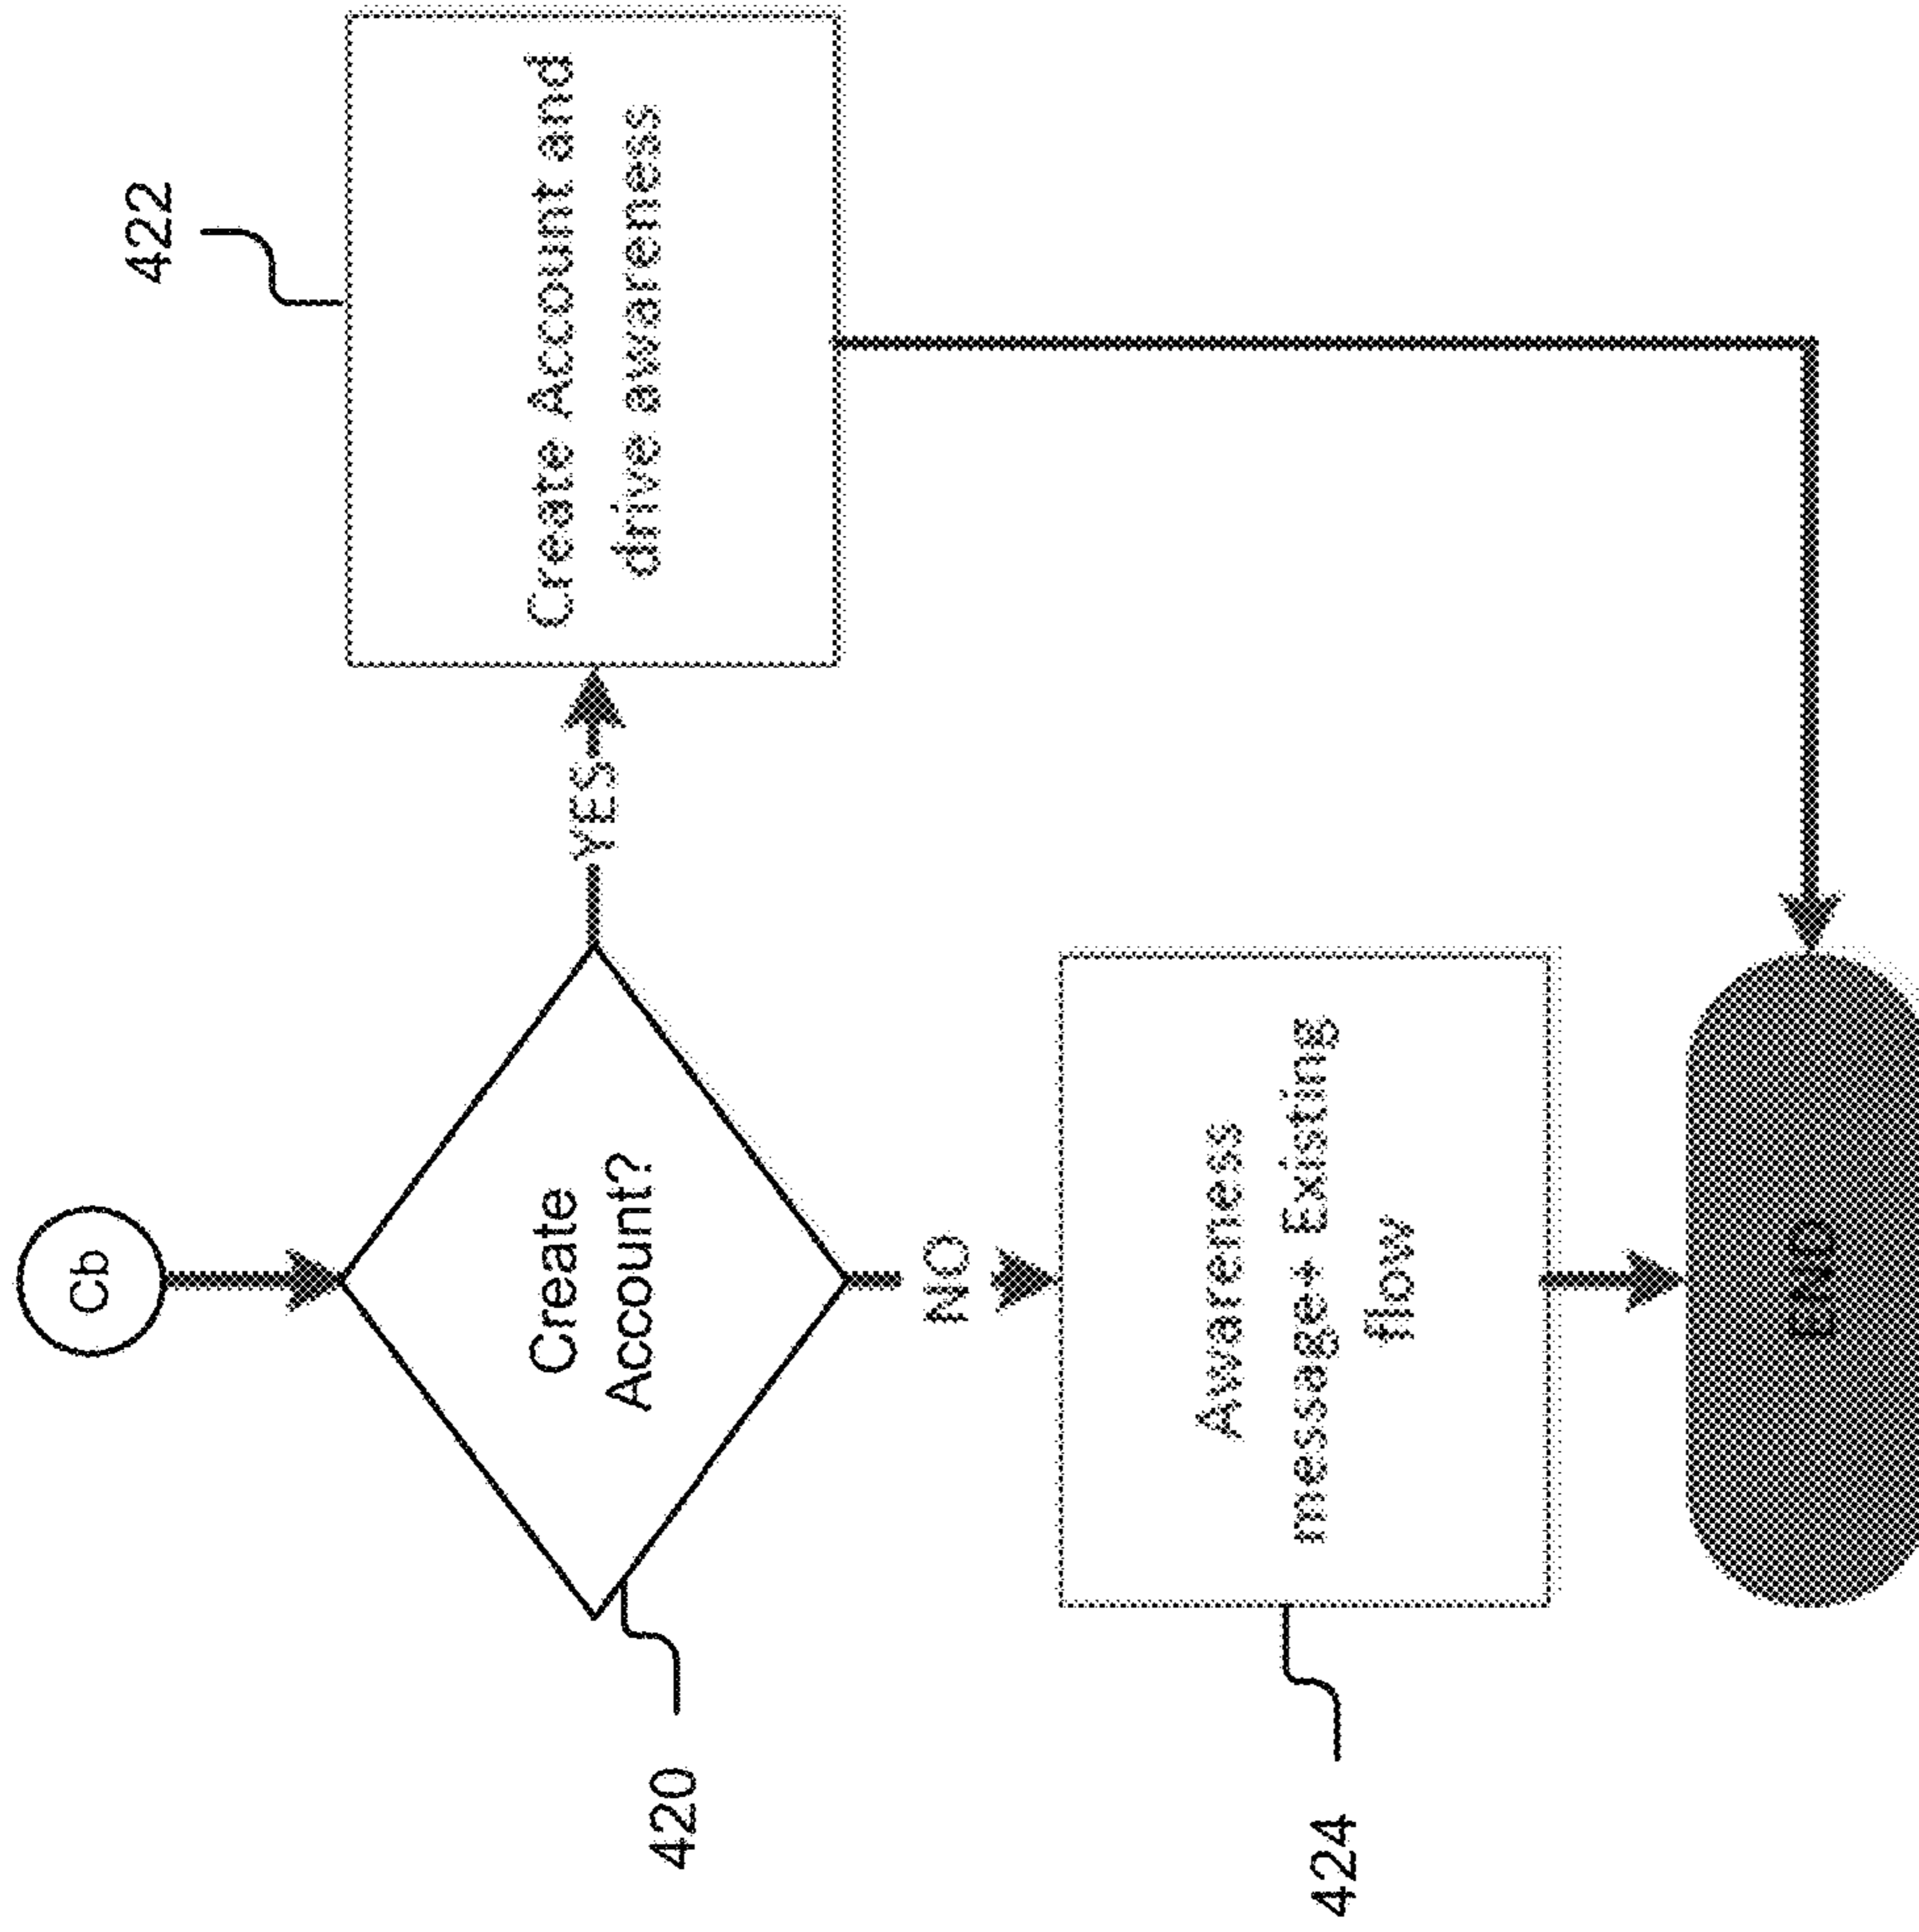 Cb
Create
Account?
420
YES
Create Account and
drive awareness
422
NO
Awareness
message+ Existing
flow
424
END